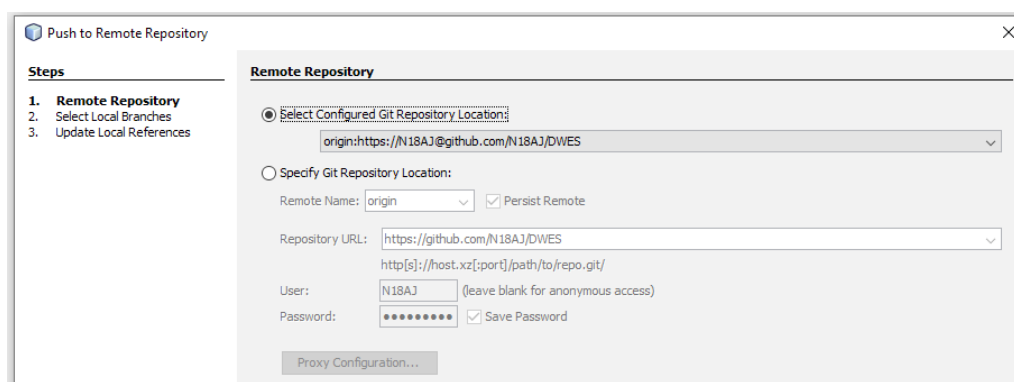 Push to Remote Repository
Steps
1. Remote Repository
2. Select Local Branches
3. Update Local References
Remote Repository
Select Configured Git Repository Location:
origin:https://N18AJ@github.com/N18AJ/DWES
Specify Git Repository Location:
Remote Name: origin Persist Remote
Repository URL: https://github.com/N18AJ/DWES
http[s]://host.xz[:port]/path/to/repo.git/
User: N18AJ (leave blank for anonymous access)
Password: ●●●●●●●●● Save Password
Proxy Configuration...